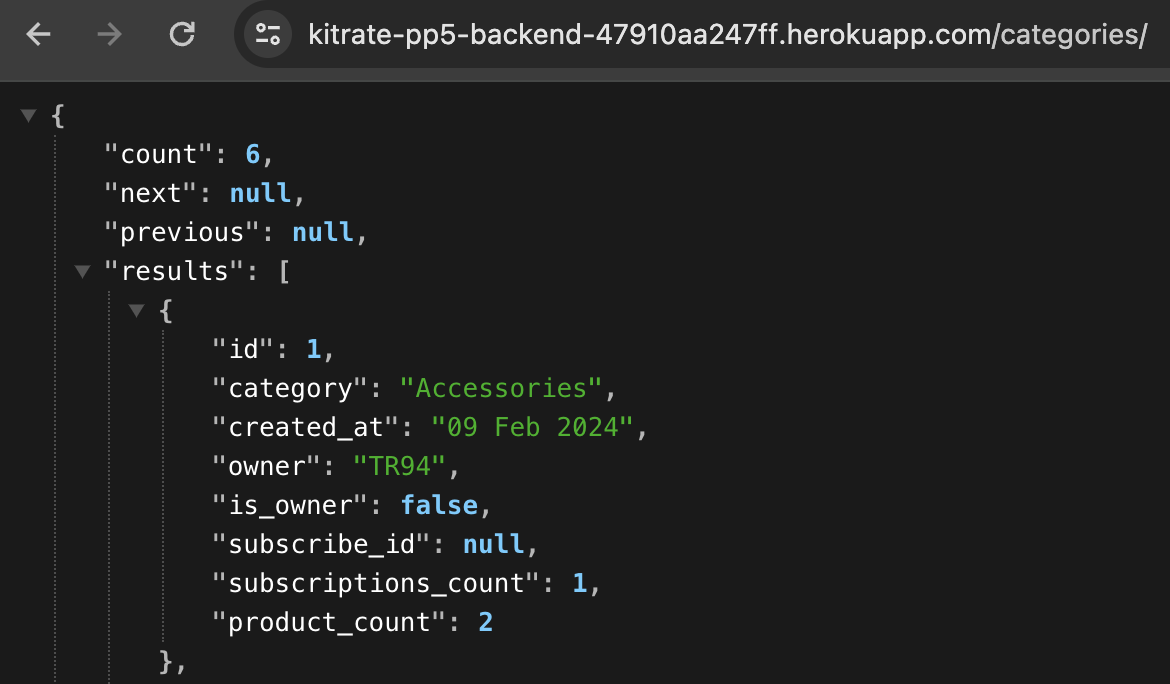 kitrate-pp5-backend-47910aa247ff.herokuapp.com/categories/
{
"count": 6,
"next": null,
"previous": null,
"results": [
{
"id": 1,
"category": "Accessories",
"created_at": "09 Feb 2024",
"owner": "TR94",
"is_owner": false,
"subscribe_id": null,
"subscriptions_count": 1,
"product_count": 2
},